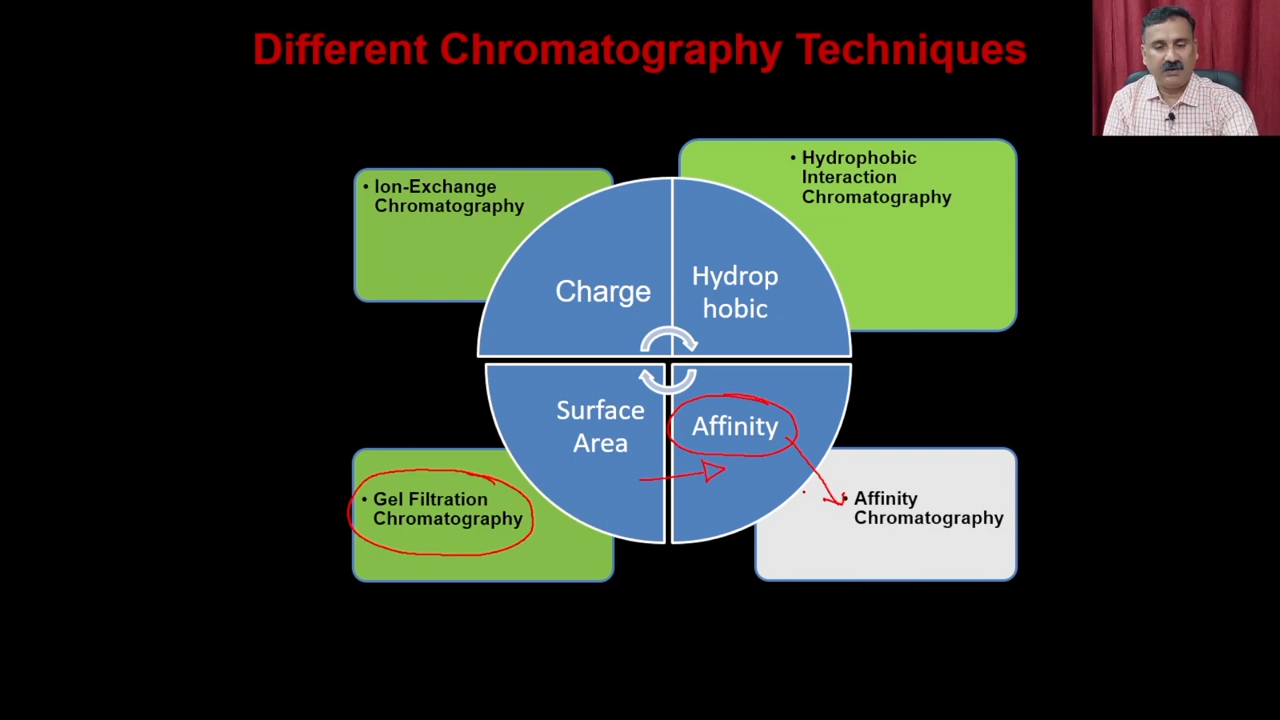 Different Chromatography Techniques
• Ion-Exchange
Chromatography
• Hydrophobic
Interaction
Chromatography
Charge
Hydrop
hobic
Surface
Area
Affinity
• Gel Filtration
Chromatography
• Affinity
Chromatography